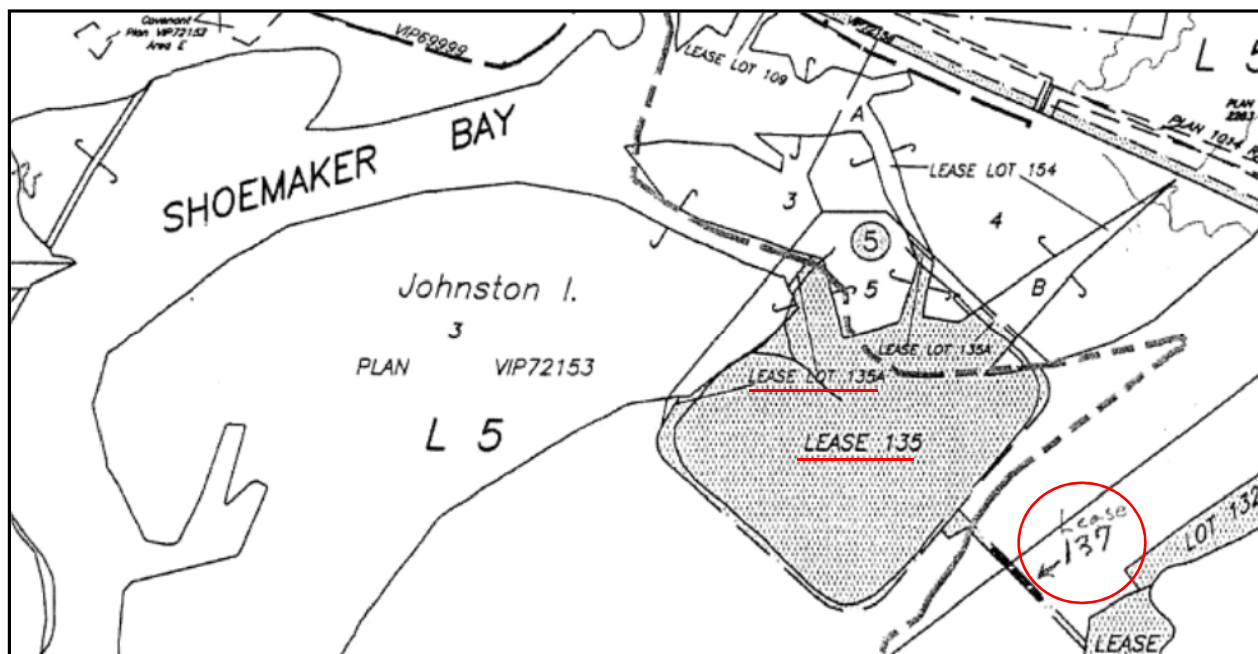 Covenant
Plan VIP72153
Area E
VIP69999
LEASE LOT 109
L 5
PLAN
SHOEMAKER BAY
A
PLAN 1014 R
LEASE LOT 154
3
4
5
5
B
Johnston I.
3
PLAN VIP72153
LEASE LOT 135A
LEASE LOT 135A
L 5
LEASE 135
Lease
137
LOT 132
LEASE